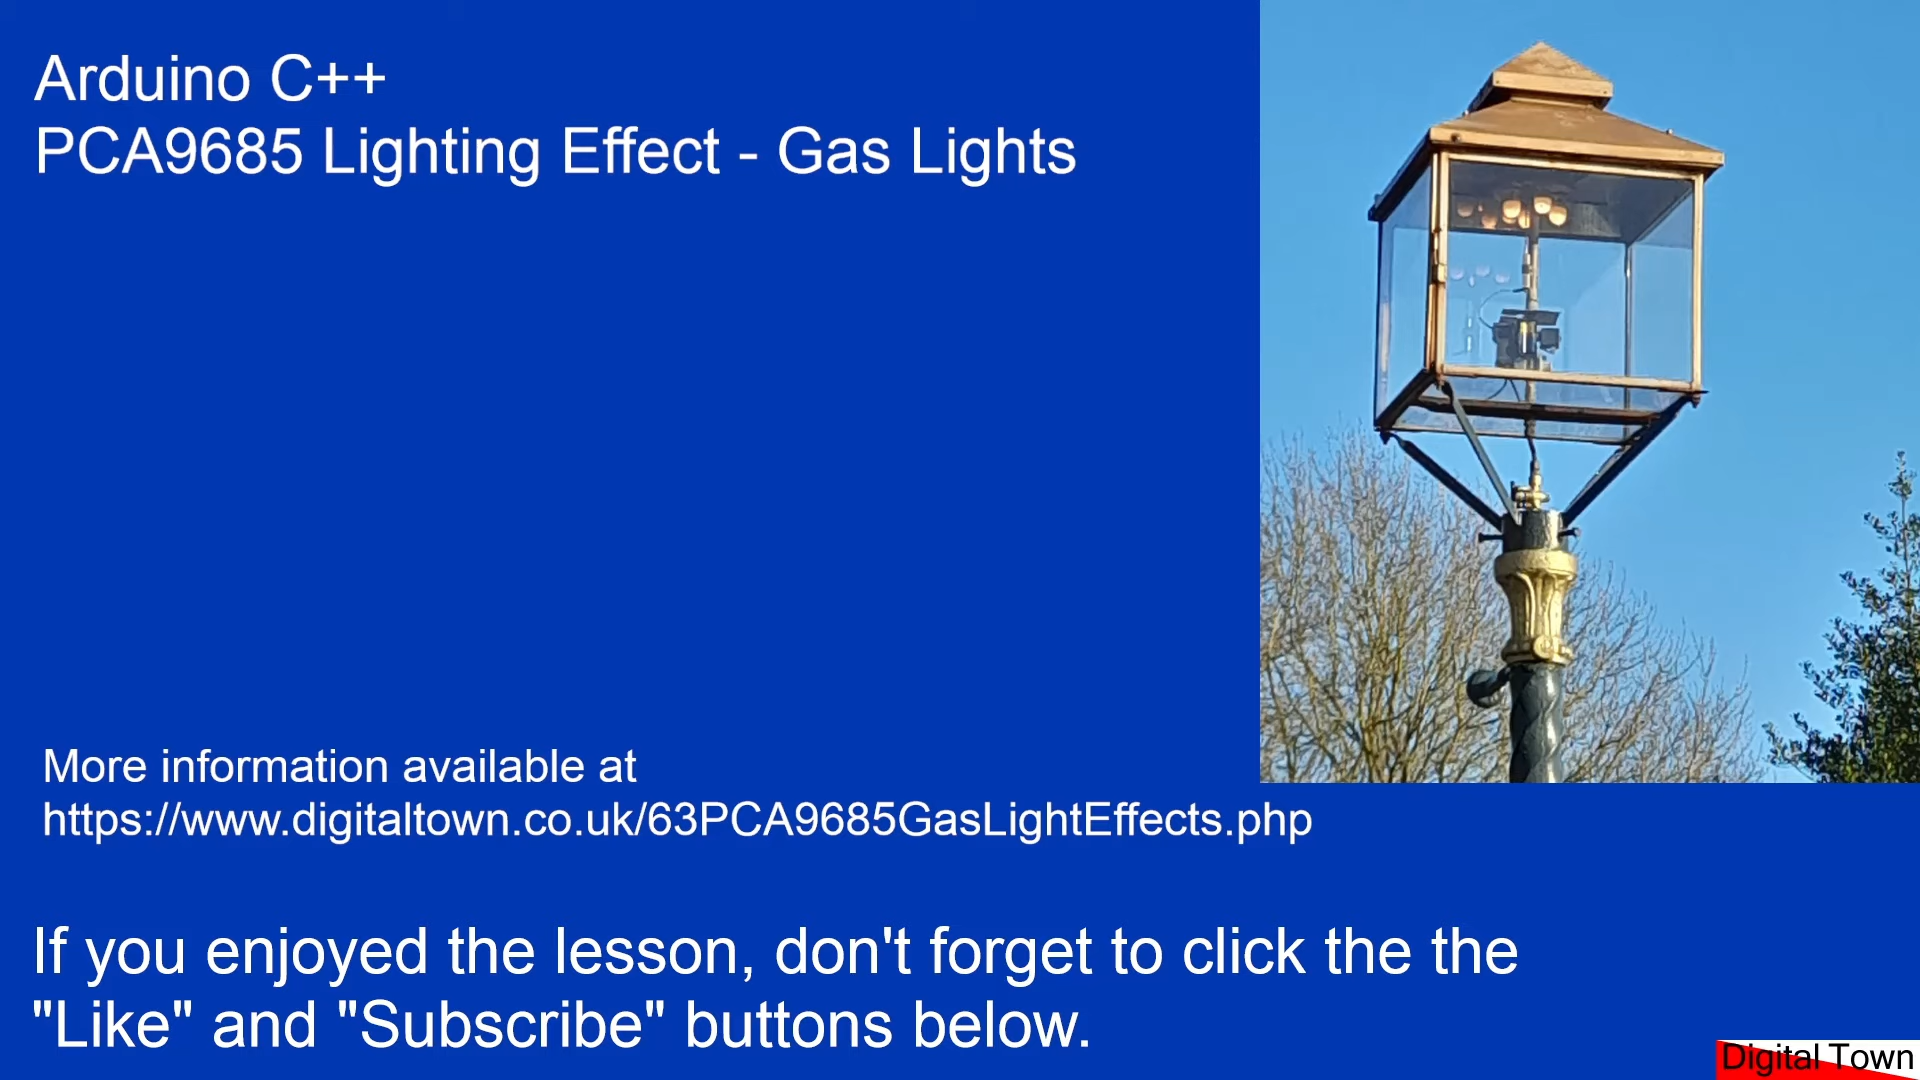 Arduino C++
PCA9685 Lighting Effect - Gas Lights
More information available at
https://www.digitaltown.co.uk/63PCA9685GasLightEffects.php
If you enjoyed the lesson, don't forget to click the the
"Like" and "Subscribe" buttons below.
Digital Town